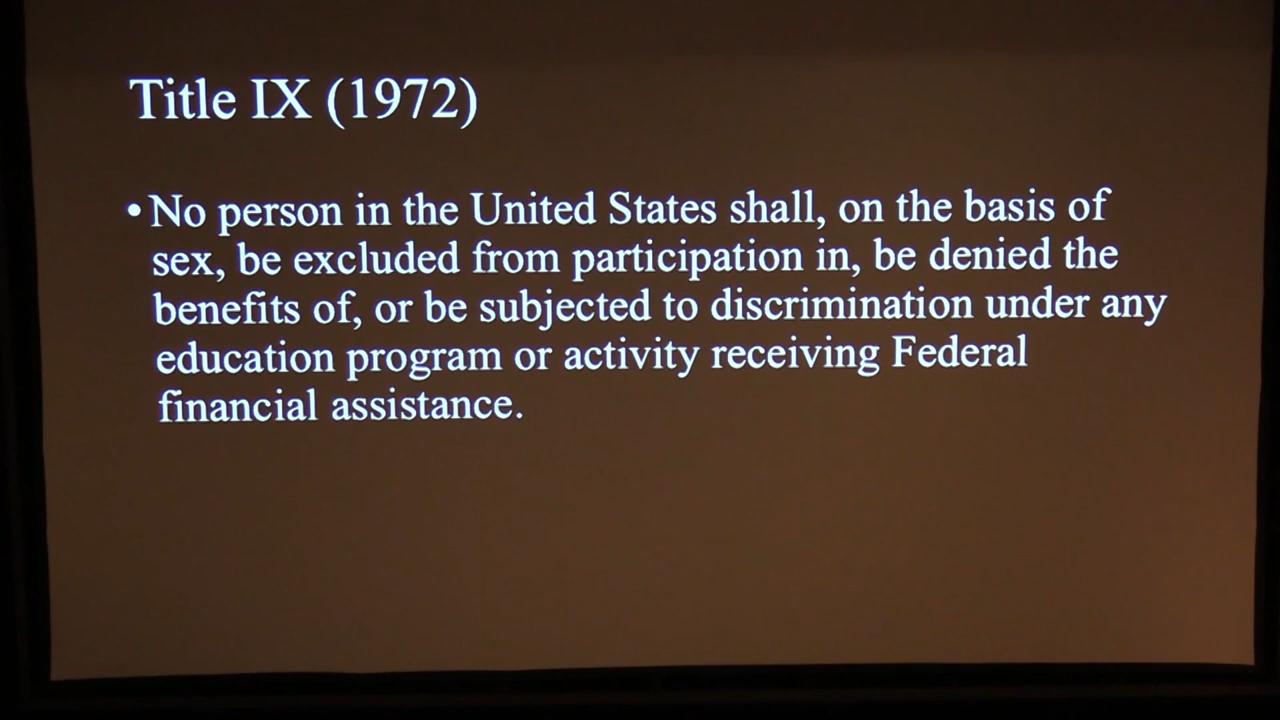 Title IX (1972)
•No person in the United States shall, on the basis of
sex, be excluded from participation in, be denied the
benefits of, or be subjected to discrimination under any
education program or activity receiving Federal
financial assistance.